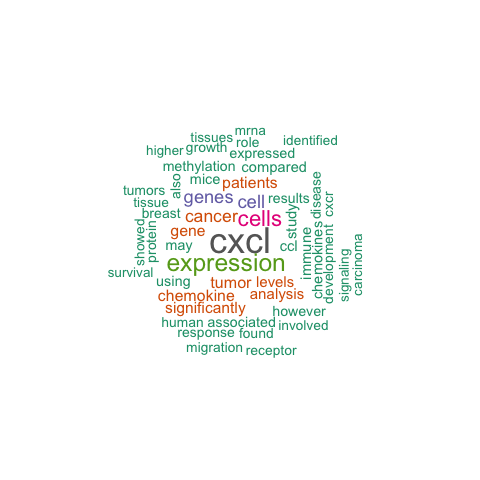 mrna
tissues
role
identified
higher
growth
expressed
methylation
compared
also
mice
patients
disease
tumors
genes
cell
results
cxcr
tissue
breast
cancer
cells
study
showed
protein
gene
may
cxcl
ccl
immune
chemokines
development
signaling
carcinoma
expression
survival
using
tumor
levels
chemokine
analysis
significantly
however
human
associated
involved
response
found
migration
receptor